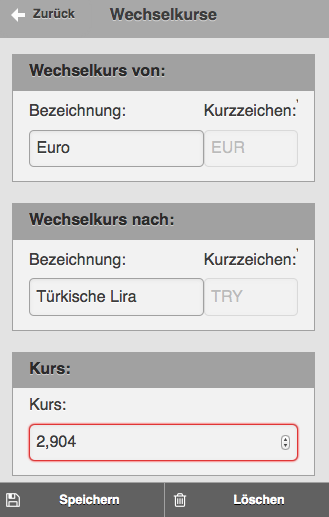 Zurück Wechselkurse
Wechselkurs von:
Bezeichnung: Kurzzeichen:
Euro EUR
Wechselkurs nach:
Bezeichnung: Kurzzeichen:
Türkische Lira TRY
Kurs:
Kurs:
2,904
Speichern Löschen